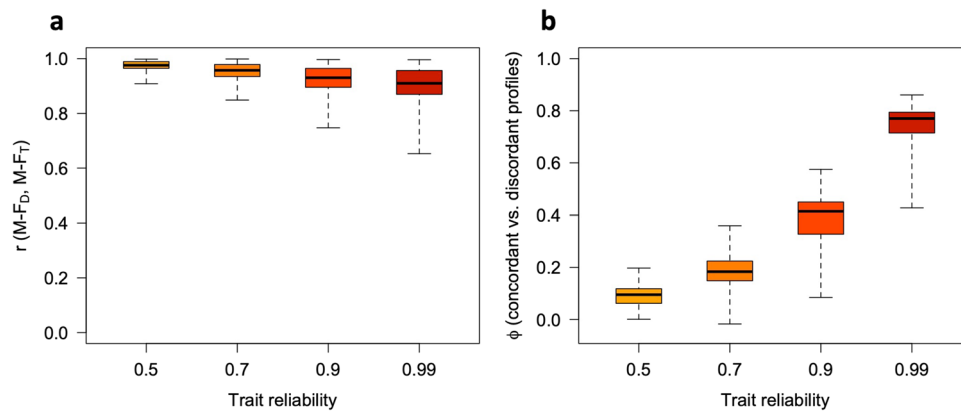 a
r (M-F_D, M-F_T)
1.0
0.8
0.6
0.4
0.2
0.0
0.5 0.7 0.9 0.99
Trait reliability
b
ϕ (concordant vs. discordant profiles)
1.0
0.8
0.6
0.4
0.2
0.0
0.5 0.7 0.9 0.99
Trait reliability